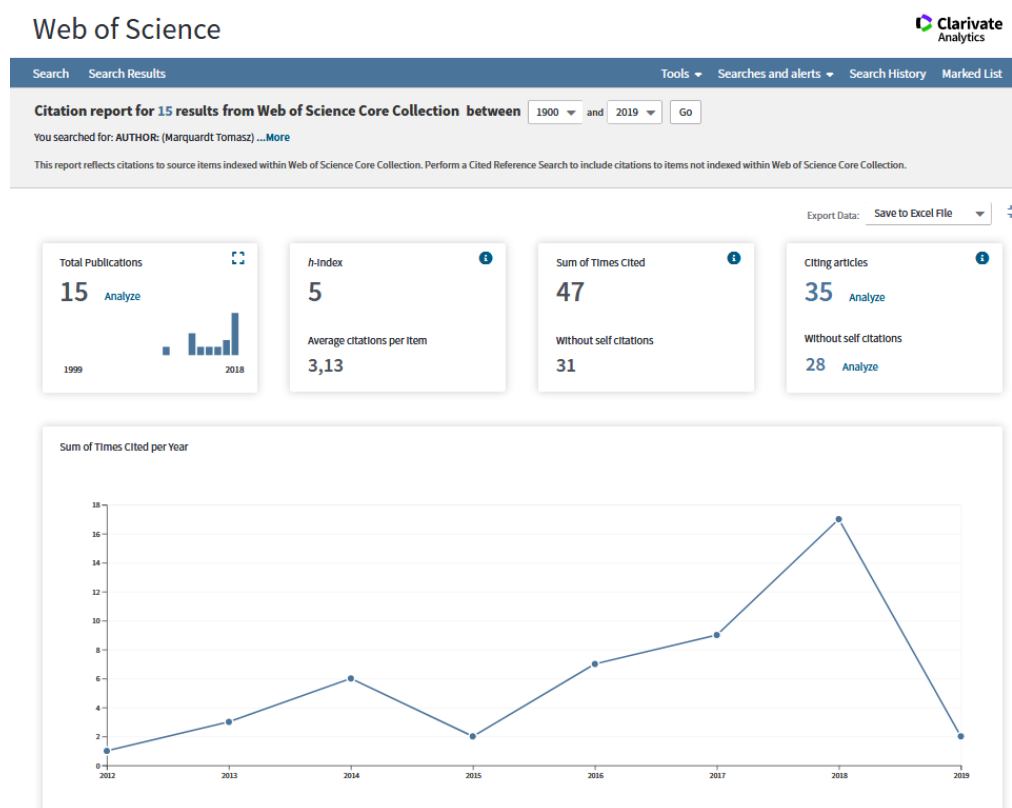 Web of Science
Clarivate
Analytics
Search Search Results Tools Searches and alerts Search History Marked List
Citation report for 15 results from Web of Science Core Collection between 1900 and 2019 Go
You searched for: AUTHOR: (Marquardt Tomasz) ...More
This report reflects citations to source items indexed within Web of Science Core Collection. Perform a Cited Reference Search to include citations to items not indexed within Web of Science Core Collection.
Export Data: Save to Excel File
Total Publications
15 Analyze
1999 2018
h-Index
5
Average citations per item
3,13
Sum of Times Cited
47
Without self citations
31
Citing articles
35 Analyze
Without self citations
28 Analyze
Sum of Times Cited per Year
18
16
14
12
10
8
6
4
2
0
2012 2013 2014 2015 2016 2017 2018 2019